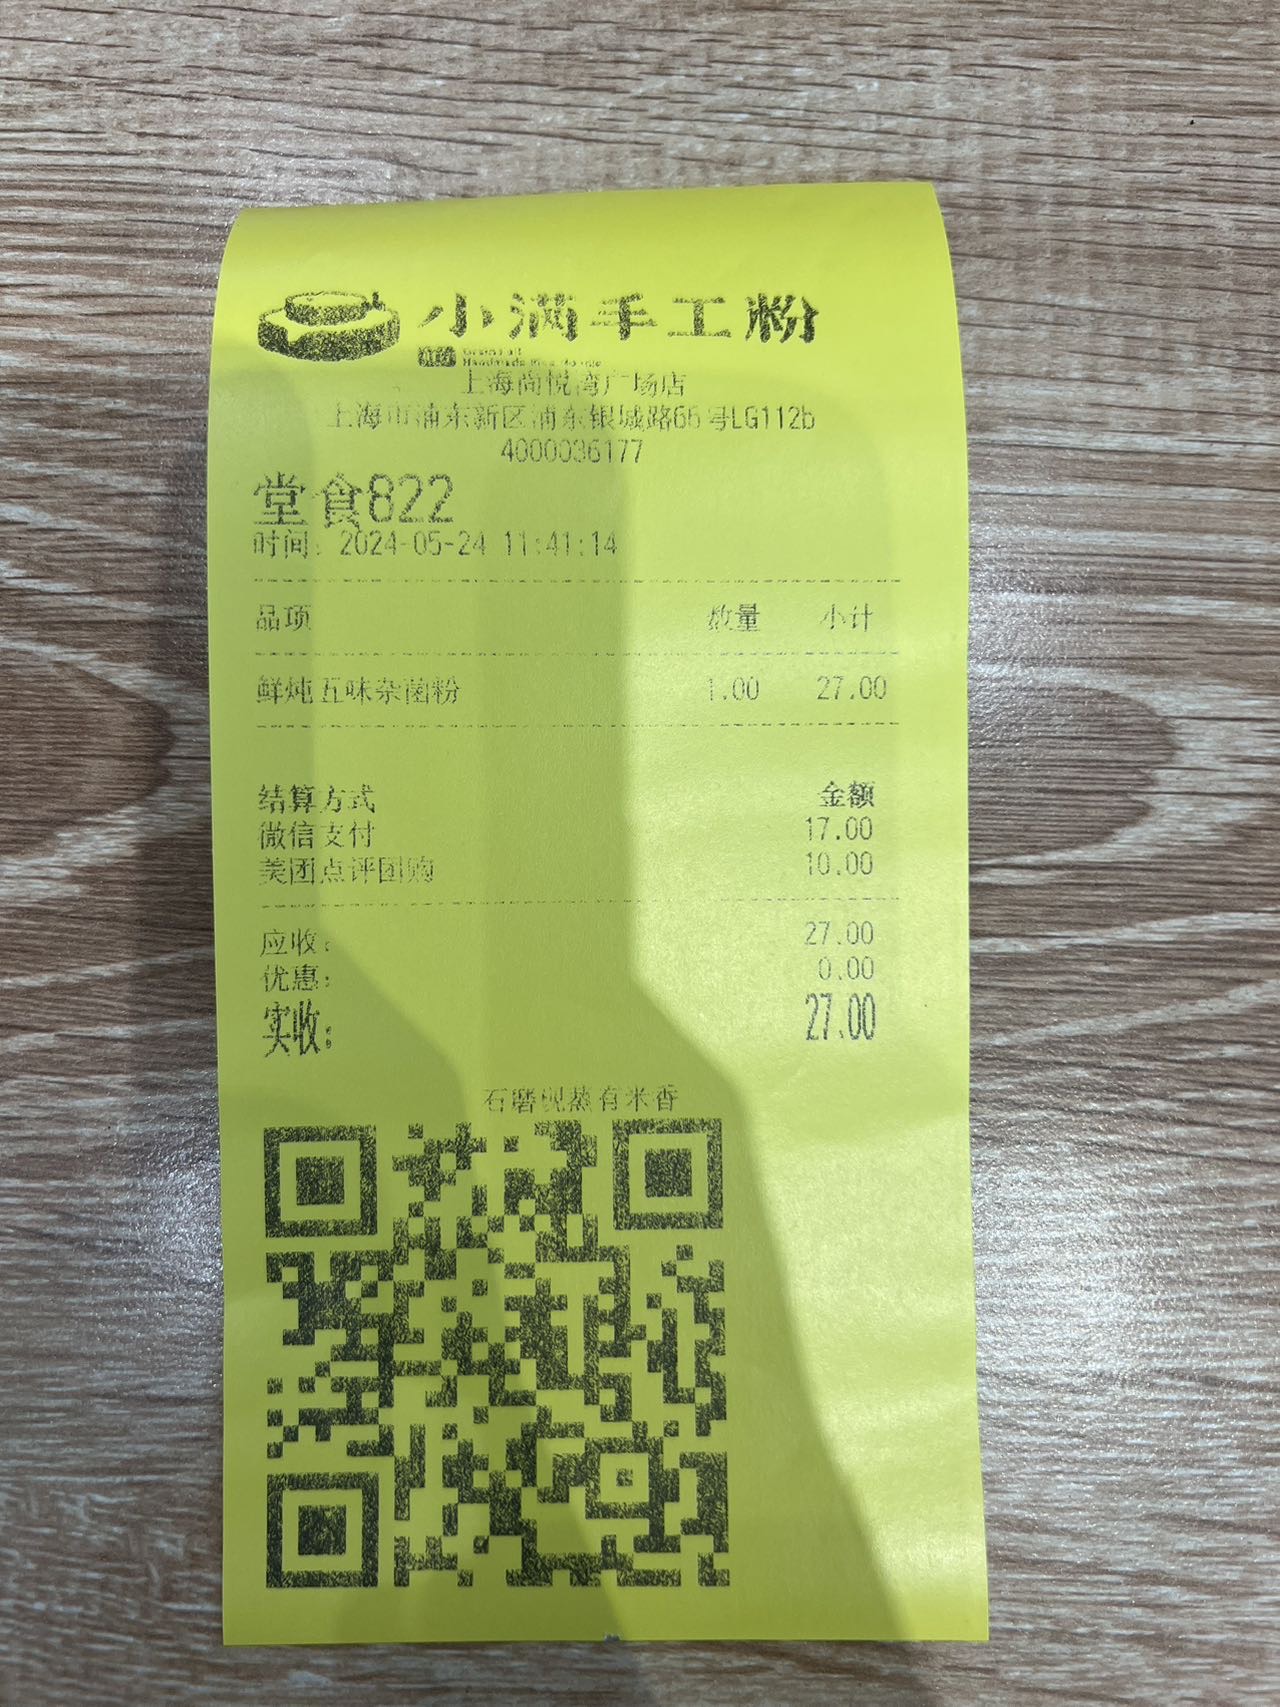 小满手工粉
上海尚悦湾广场店
上海市浦东新区浦东银城路66号LG112b
4000036177
堂食822
时间：2024-05-24 11:41:14
品项 数量 小计
鲜炖五味杂菌粉 1.00 27.00
结算方式 金额
微信支付 17.00
美团点评团购 10.00
应收： 27.00
优惠： 0.00
实收： 27.00
石磨现蒸有米香